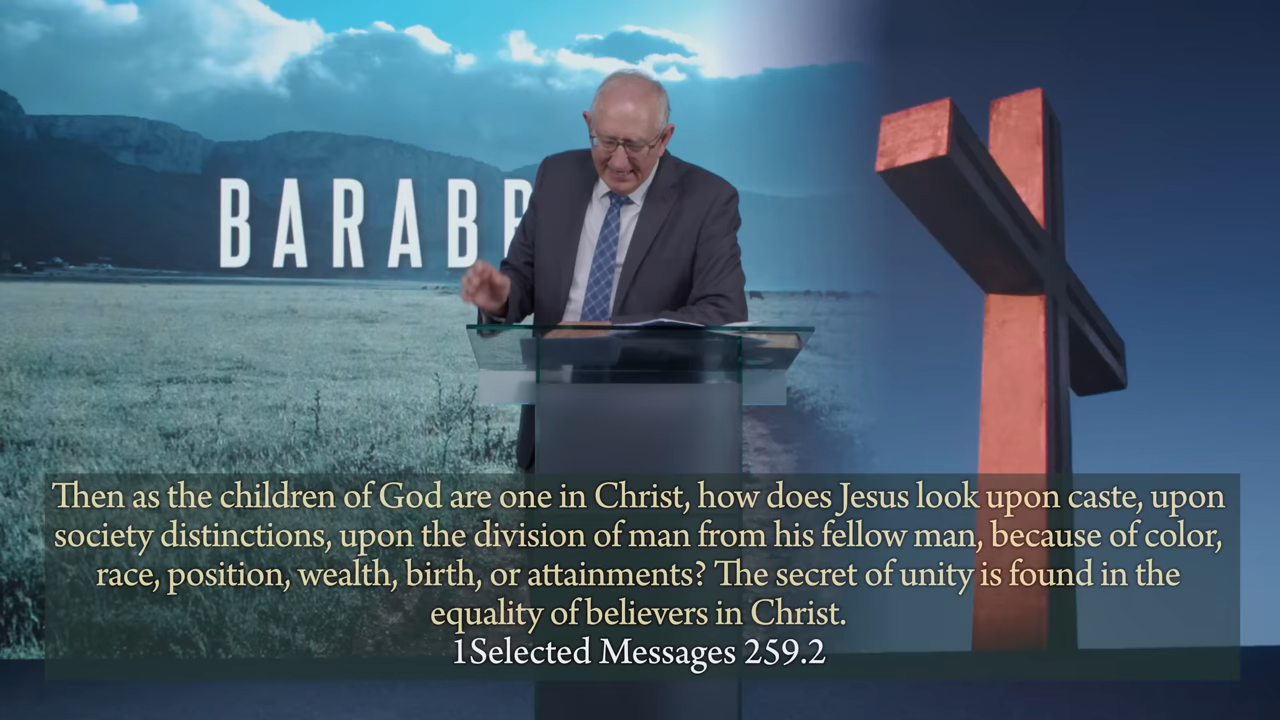 BARABB
Then as the children of God are one in Christ, how does Jesus look upon caste, upon
society distinctions, upon the division of man from his fellow man, because of color,
race, position, wealth, birth, or attainments? The secret of unity is found in the
equality of believers in Christ.
1Selected Messages 259.2